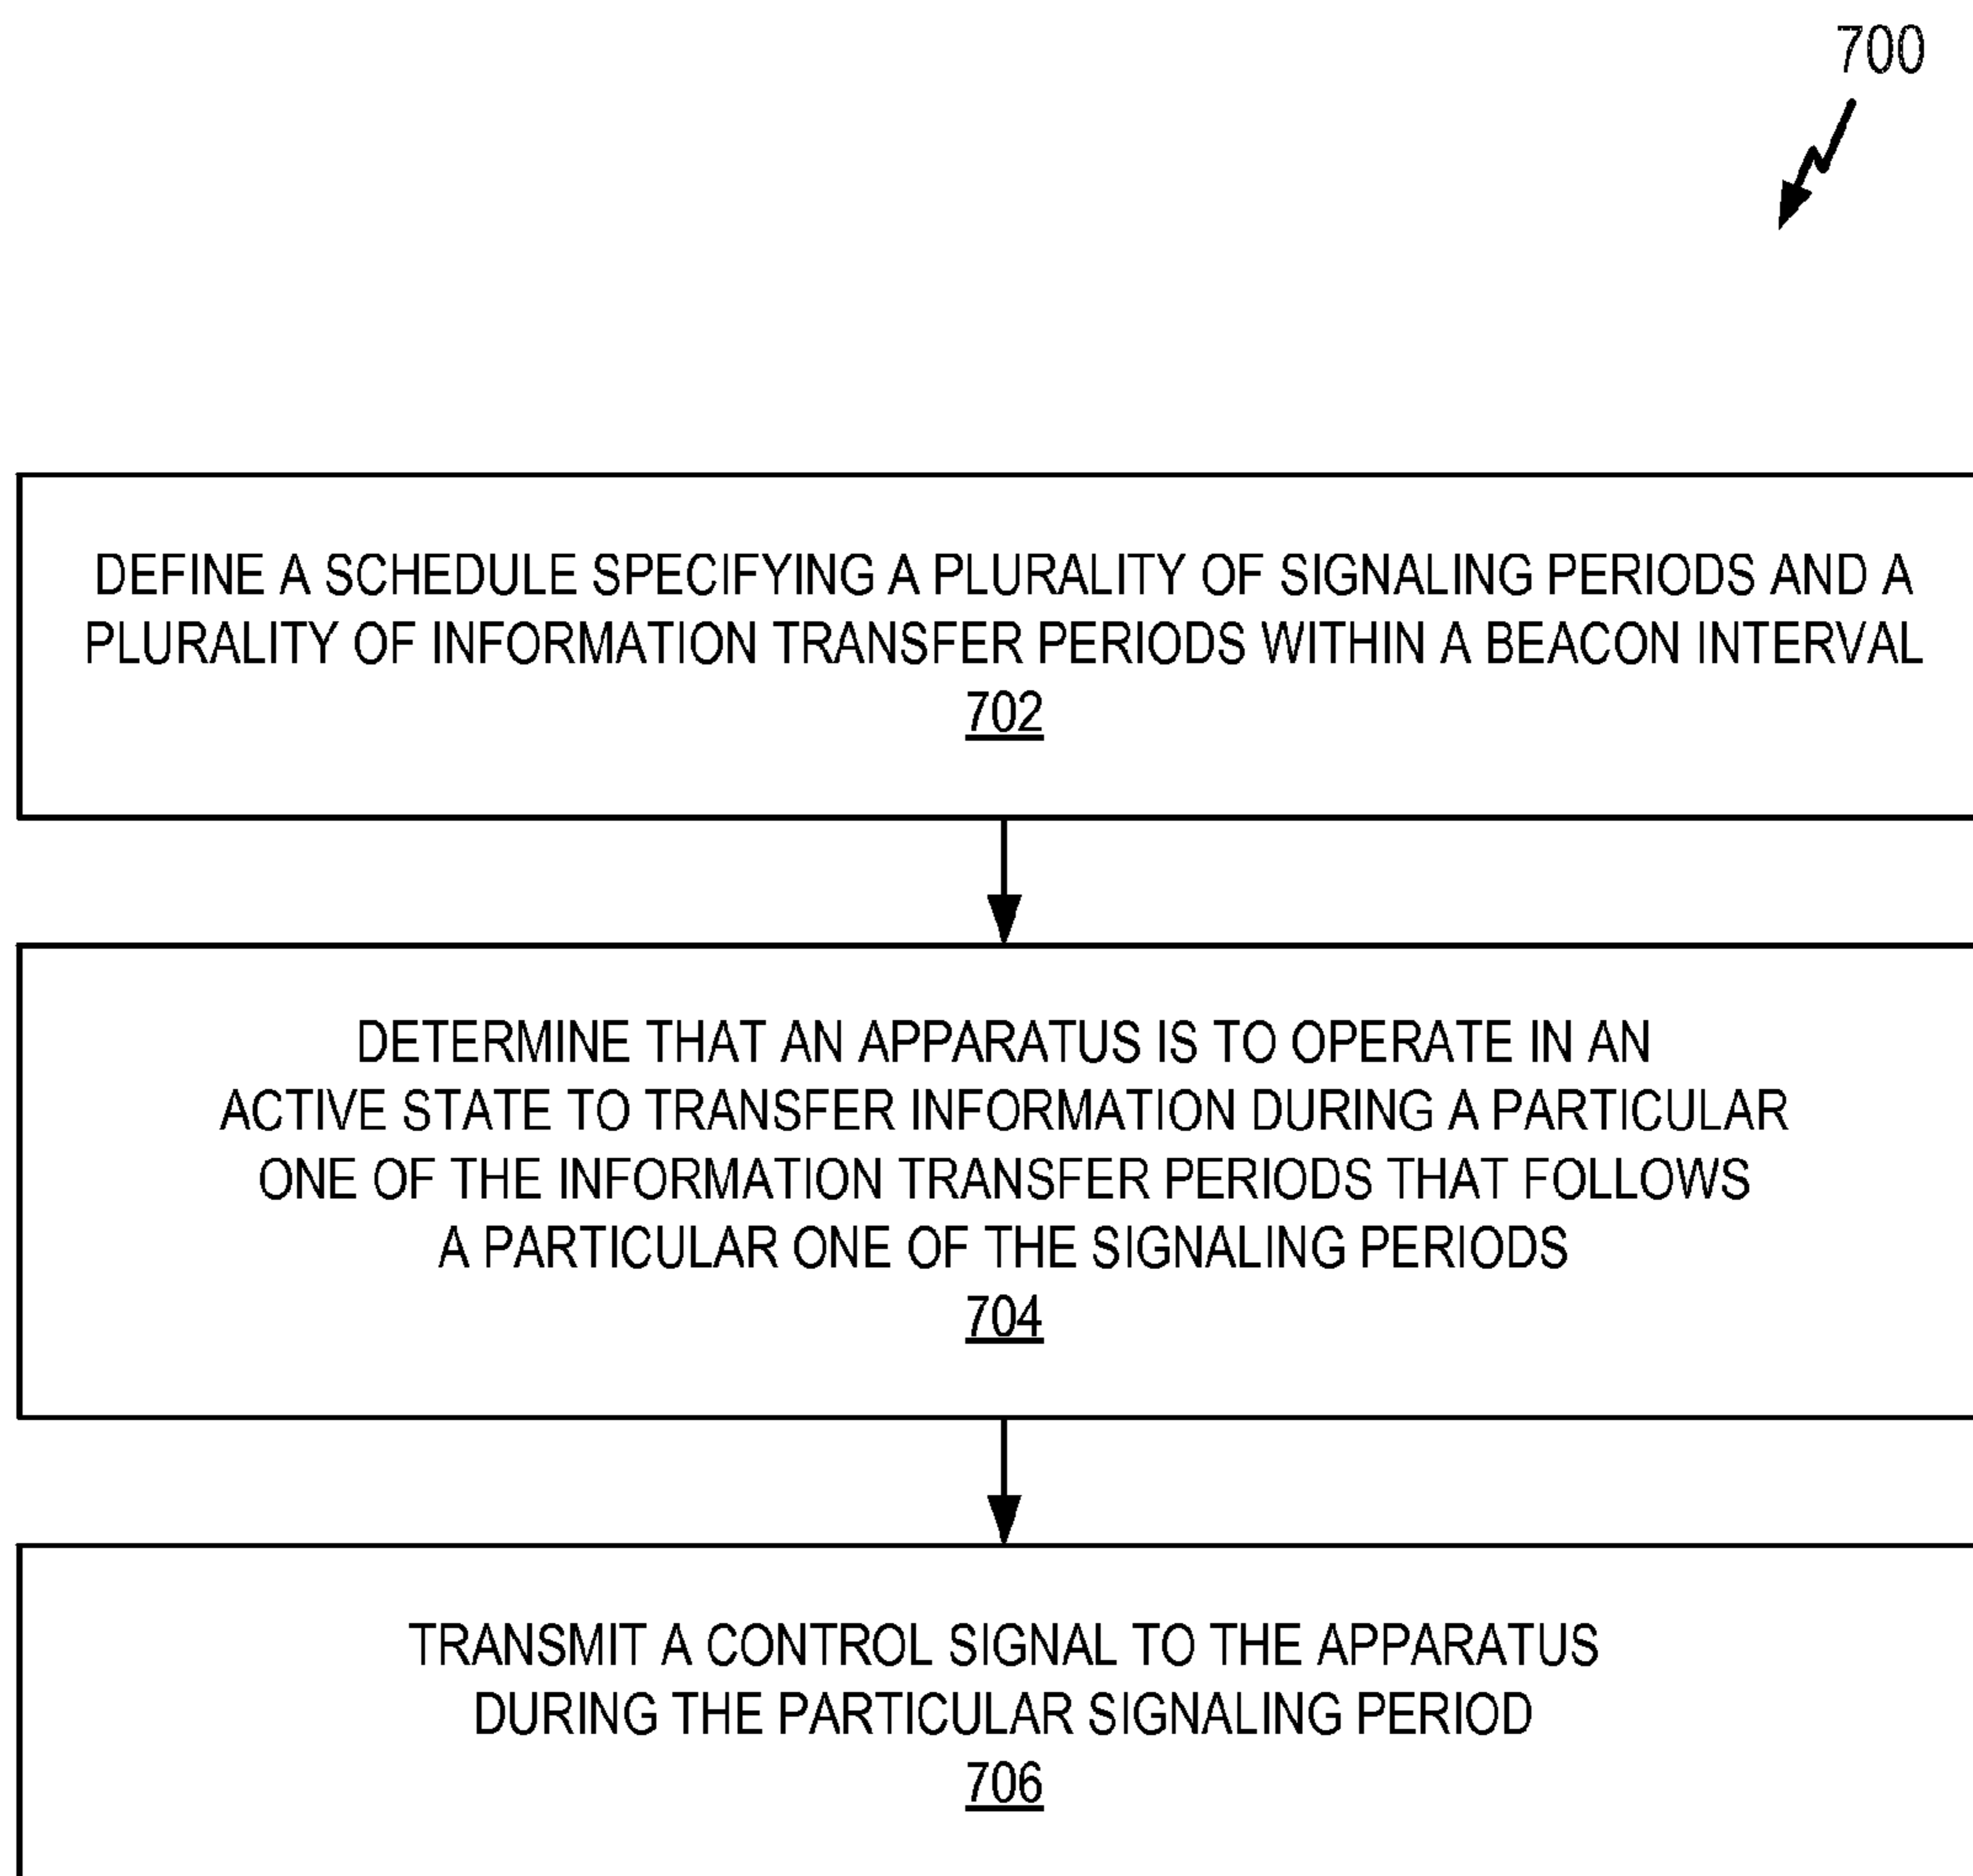 700
DEFINE A SCHEDULE SPECIFYING A PLURALITY OF SIGNALING PERIODS AND A
PLURALITY OF INFORMATION TRANSFER PERIODS WITHIN A BEACON INTERVAL
702
DETERMINE THAT AN APPARATUS IS TO OPERATE IN AN
ACTIVE STATE TO TRANSFER INFORMATION DURING A PARTICULAR
ONE OF THE INFORMATION TRANSFER PERIODS THAT FOLLOWS
A PARTICULAR ONE OF THE SIGNALING PERIODS
704
TRANSMIT A CONTROL SIGNAL TO THE APPARATUS
DURING THE PARTICULAR SIGNALING PERIOD
706